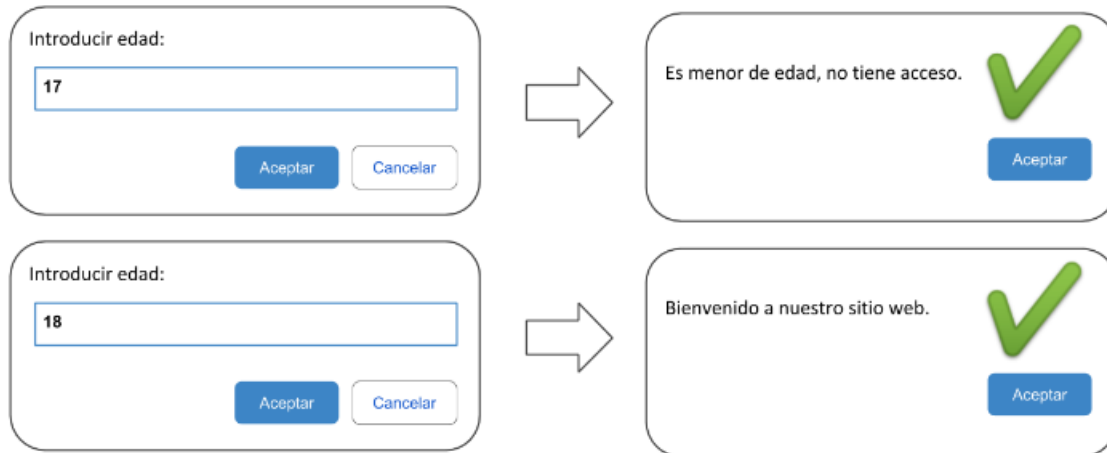 Introducir edad:
17
Aceptar
Cancelar
Es menor de edad, no tiene acceso.
Aceptar
Introducir edad:
18
Aceptar
Cancelar
Bienvenido a nuestro sitio web.
Aceptar